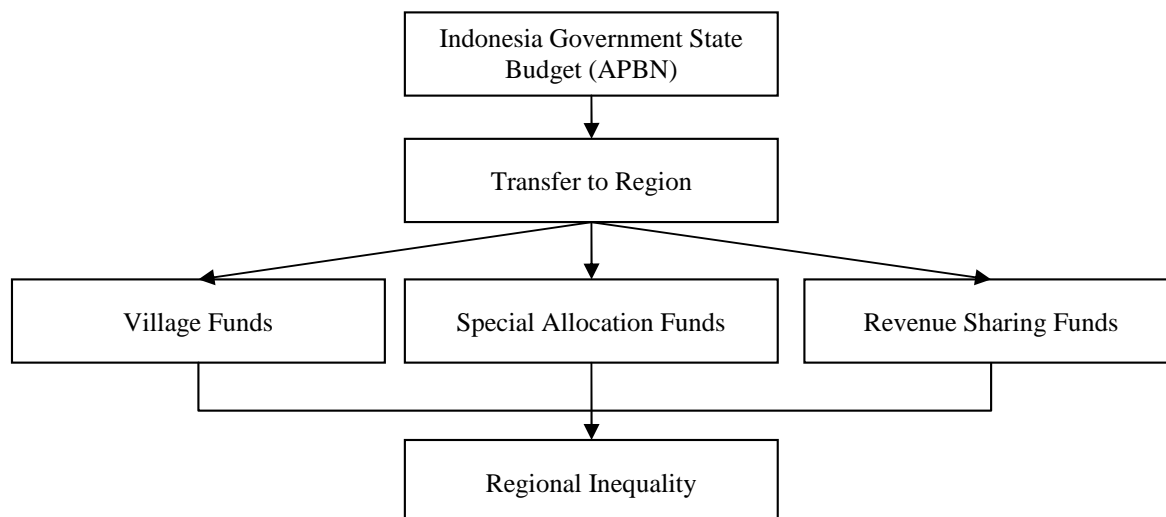 Indonesia Government State
Budget (APBN)
Transfer to Region
Village Funds
Special Allocation Funds
Revenue Sharing Funds
Regional Inequality